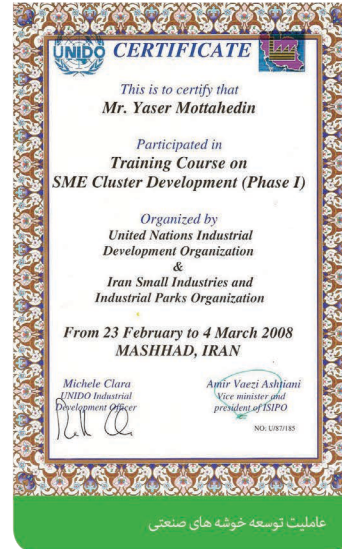 UNIDO
CERTIFICATE
This is to certify that
Mr. Yaser Mottahedin
Participated in
Training Course on
SME Cluster Development (Phase I)
Organized by
United Nations Industrial
Development Organization
&
Iran Small Industries and
Industrial Parks Organization
From 23 February to 4 March 2008
MASHHAD, IRAN
Michele Clara
UNIDO Industrial
Development Officer
Amir Vaezi Ashtiani
Vice minister and
president of ISIPO
NO: U/87/185
عاملیت توسعه خوشه های صنعتی